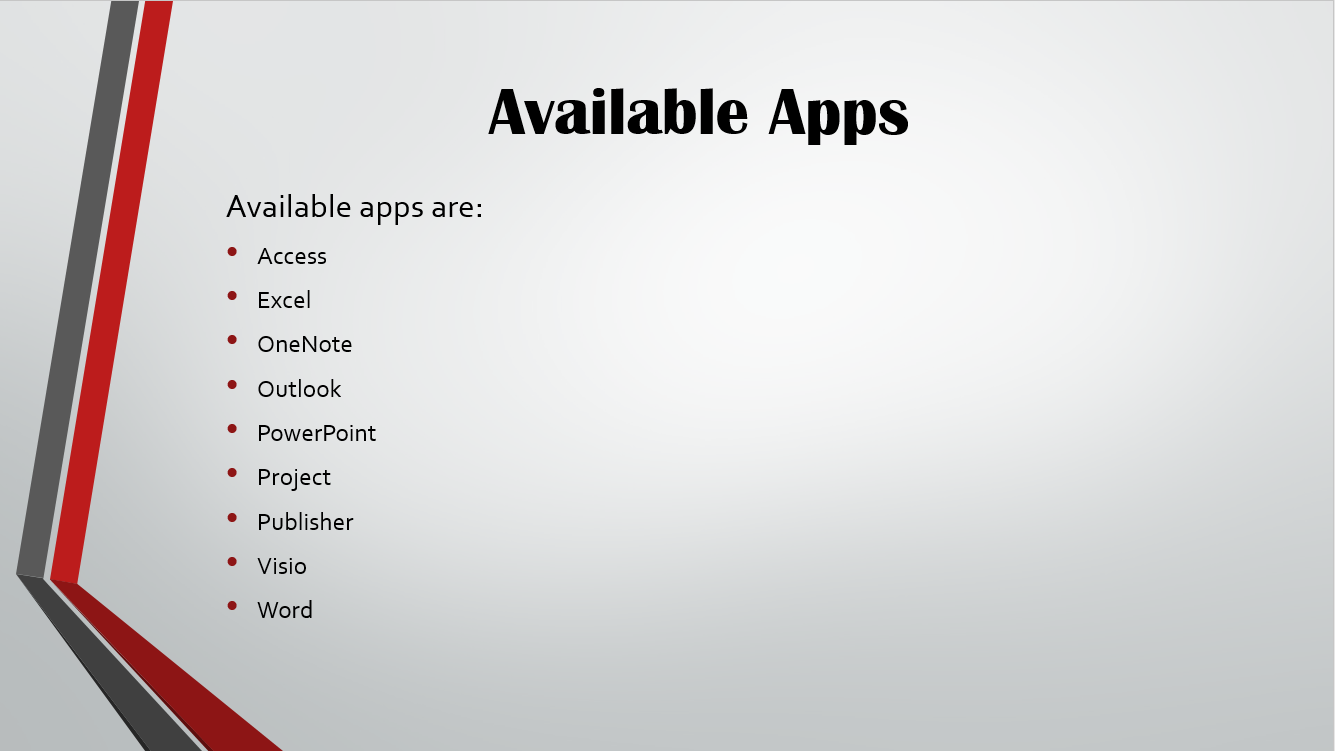 Available Apps
Available apps are:
• Access
• Excel
• OneNote
• Outlook
• PowerPoint
• Project
• Publisher
• Visio
• Word